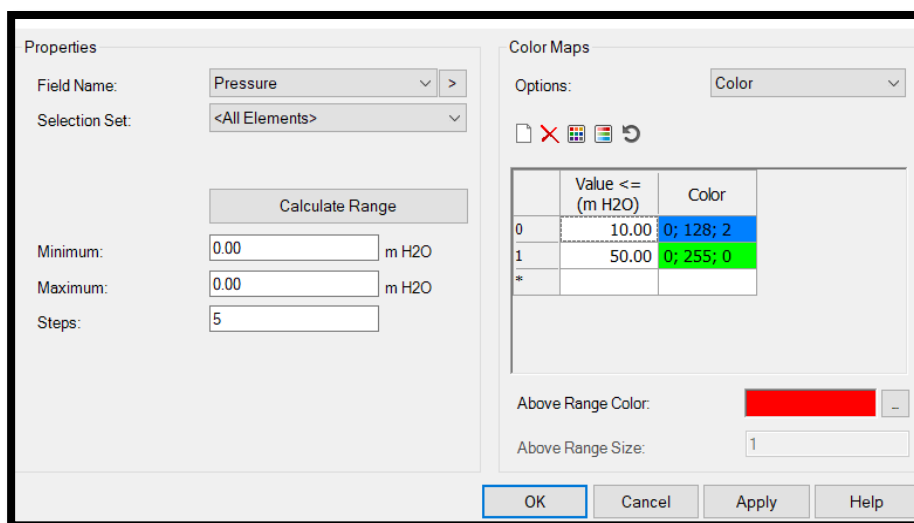 Properties
Field Name: Pressure >
Selection Set: <All Elements>
Calculate Range
Minimum: 0.00 m H2O
Maximum: 0.00 m H2O
Steps: 5
Color Maps
Options: Color
Value <=
(m H2O) Color
0 10.00 0; 128; 2
1 50.00 0; 255; 0
*
Above Range Color: ...
Above Range Size: 1
OK Cancel Apply Help